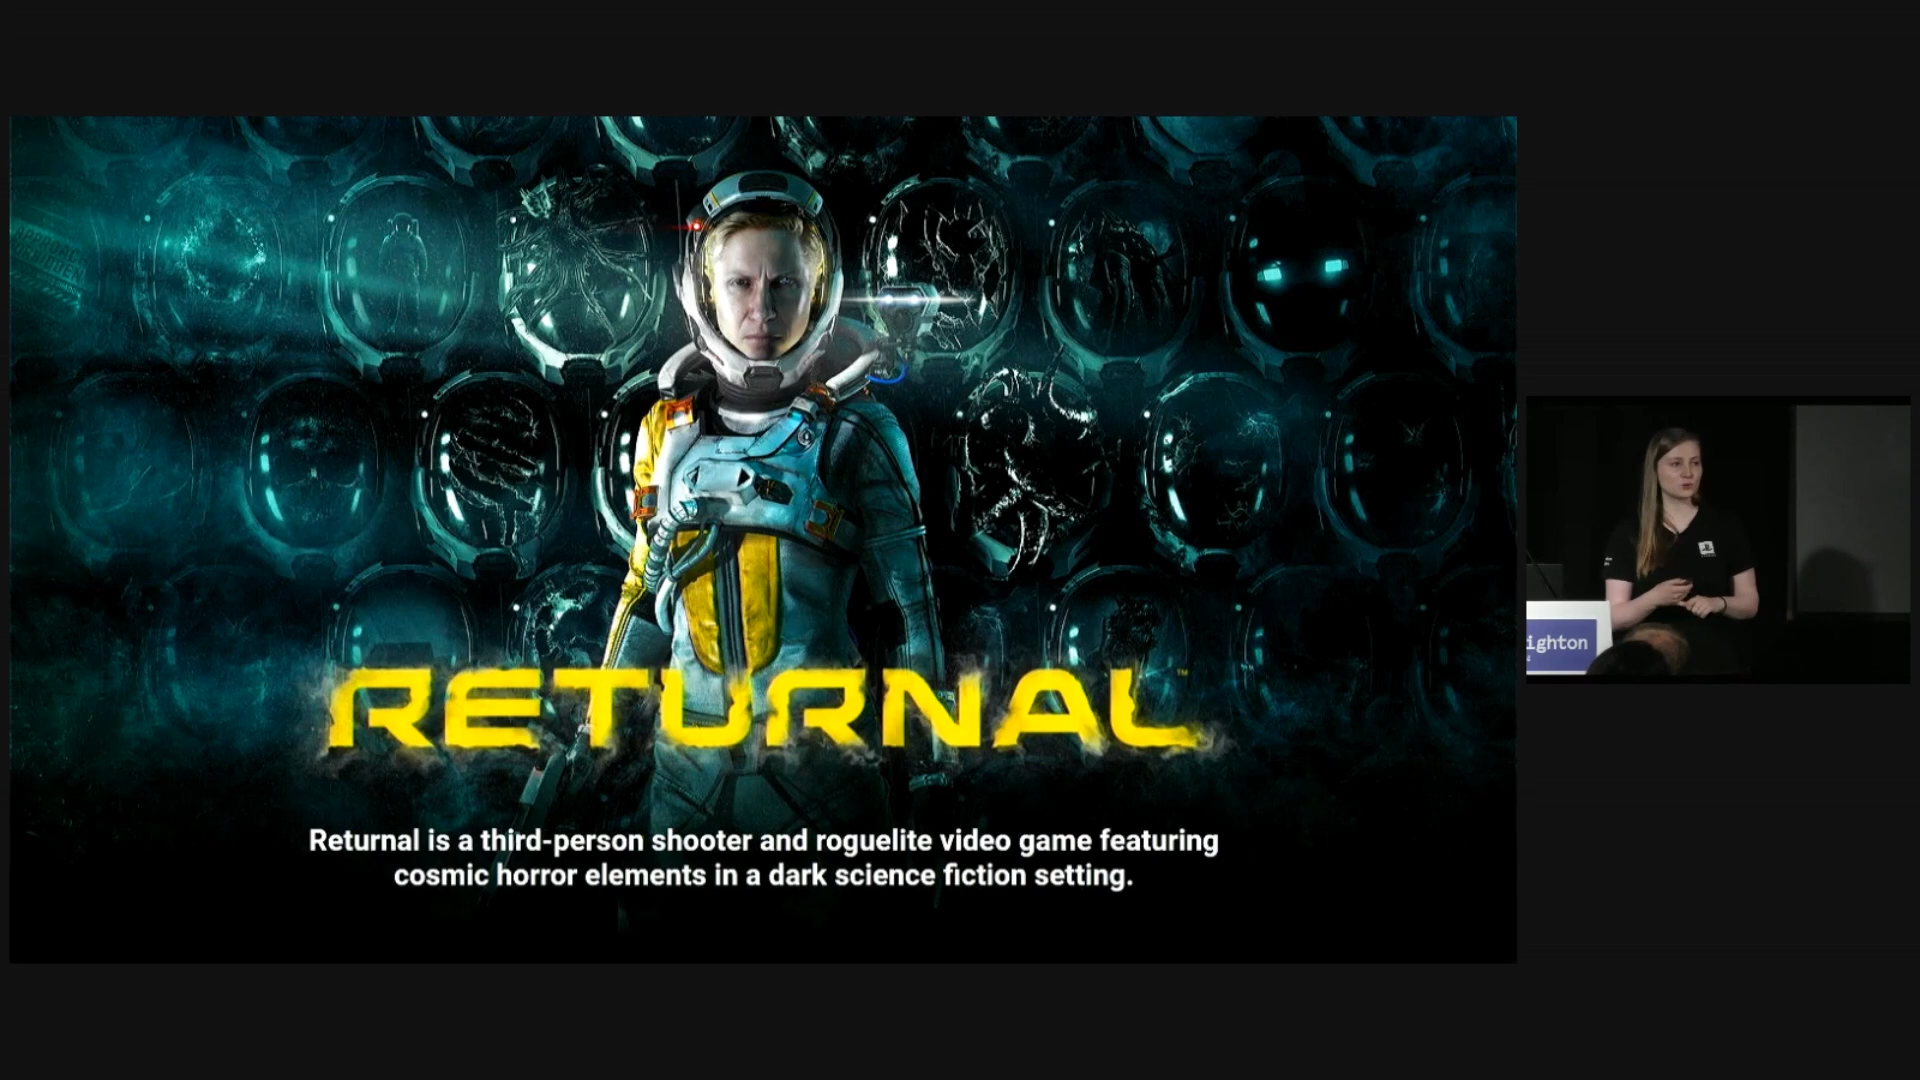 RETURNAL™
Returnal is a third-person shooter and roguelite video game featuring
cosmic horror elements in a dark science fiction setting.
ighton